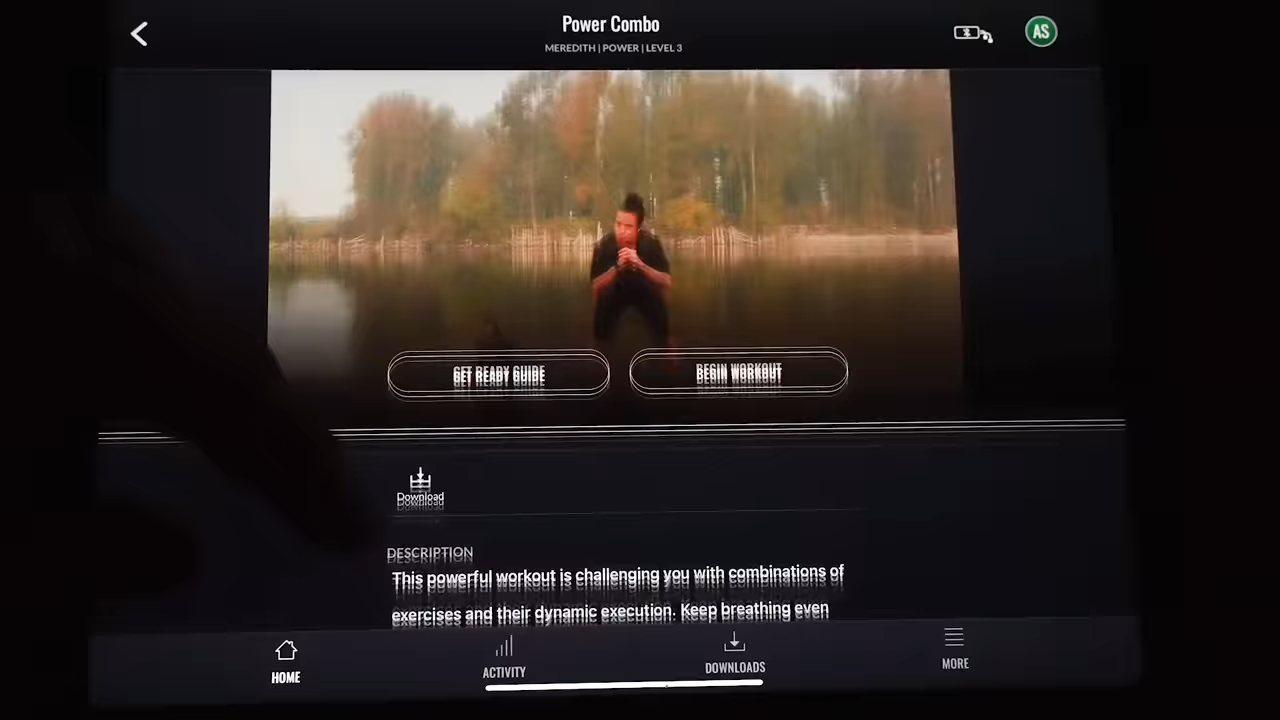 Power Combo
MEREDITH | POWER | LEVEL 3
AS
GET READY GUIDE
BEGIN WORKOUT
Download
DESCRIPTION
This powerful workout is challenging you with combinations of
exercises and their dynamic execution. Keep breathing even
HOME
ACTIVITY
DOWNLOADS
MORE